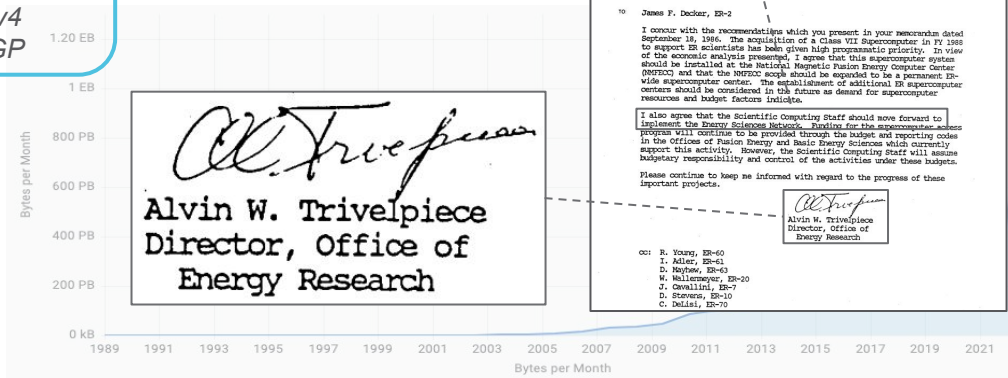 v4
GP
1.20 EB
1 EB
800 PB
600 PB
400 PB
200 PB
0 kB
Bytes per Month
Alvin W. Trivelpiece
Director, Office of
Energy Research
TO James F. Decker, ER-2
I concur with the recommendations which you present in your memorandum dated
September 18, 1986. The acquisition of a Class VII Supercomputer in FY 1988
to support ER scientists has been given high programmatic priority. In view
of the economic analysis presented, I agree that this supercomputer system
should be installed at the National Magnetic Fusion Energy Computer Center
(NMFECC) and that the NMFECC scope should be expanded to be a permanent ER-
wide supercomputer center. The establishment of additional ER supercomputer
centers should be considered in the future as demand for supercomputer
resources and budget factors indicate.
I also agree that the Scientific Computing Staff should move forward to
implement the Energy Sciences Network. Funding for the supercomputer access
program will continue to be provided through the budget and reporting codes
in the Offices of Fusion Energy and Basic Energy Sciences which currently
support this activity. However, the Scientific Computing Staff will assume
budgetary responsibility and control of the activities under these budgets.
Please continue to keep me informed with regard to the progress of these
important projects.
Alvin W. Trivelpiece
Director, Office of
Energy Research
cc: R. Young, ER-60
I. Adler, ER-61
D. Mayhew, ER-63
W. Wallenmeyer, ER-20
J. Cavallini, ER-7
D. Stevens, ER-10
C. DeLisi, ER-70
1989 1991 1993 1995 1997 1999 2001 2003 2005 2007 2009 2011 2013 2015 2017 2019 2021
Bytes per Month